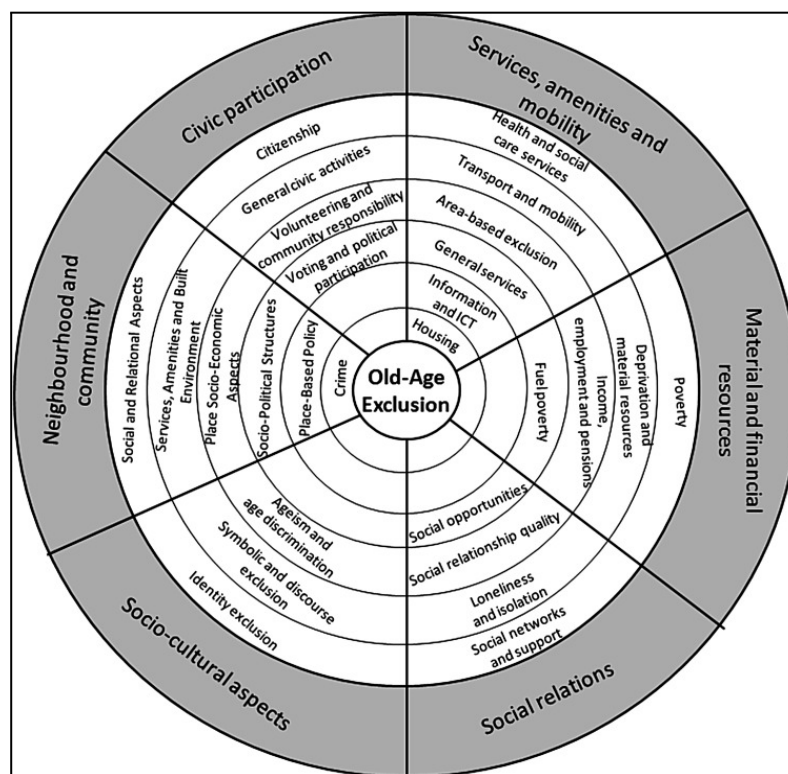 Civic participation
Citizenship
General civic activities
Volunteering and
community responsibility
Voting and political
participation
Services, amenities and
mobility
Health and social
care services
Transport and mobility
Area-based exclusion
General services
Information
and ICT
Housing
Material and financial
resources
Poverty
Deprivation and
material resources
Income,
employment and pensions
Fuel poverty
Social relations
Social networks
and support
Loneliness
and isolation
Social relationship quality
Social opportunities
Socio-cultural aspects
Identity exclusion
Symbolic and discourse
exclusion
Ageism and
age discrimination
Neighbourhood and
community
Social and Relational Aspects
Services, Amenities and Built
Environment
Place Socio-Economic
Aspects
Socio-Political Structures
Place-Based Policy
Crime
Old-Age
Exclusion